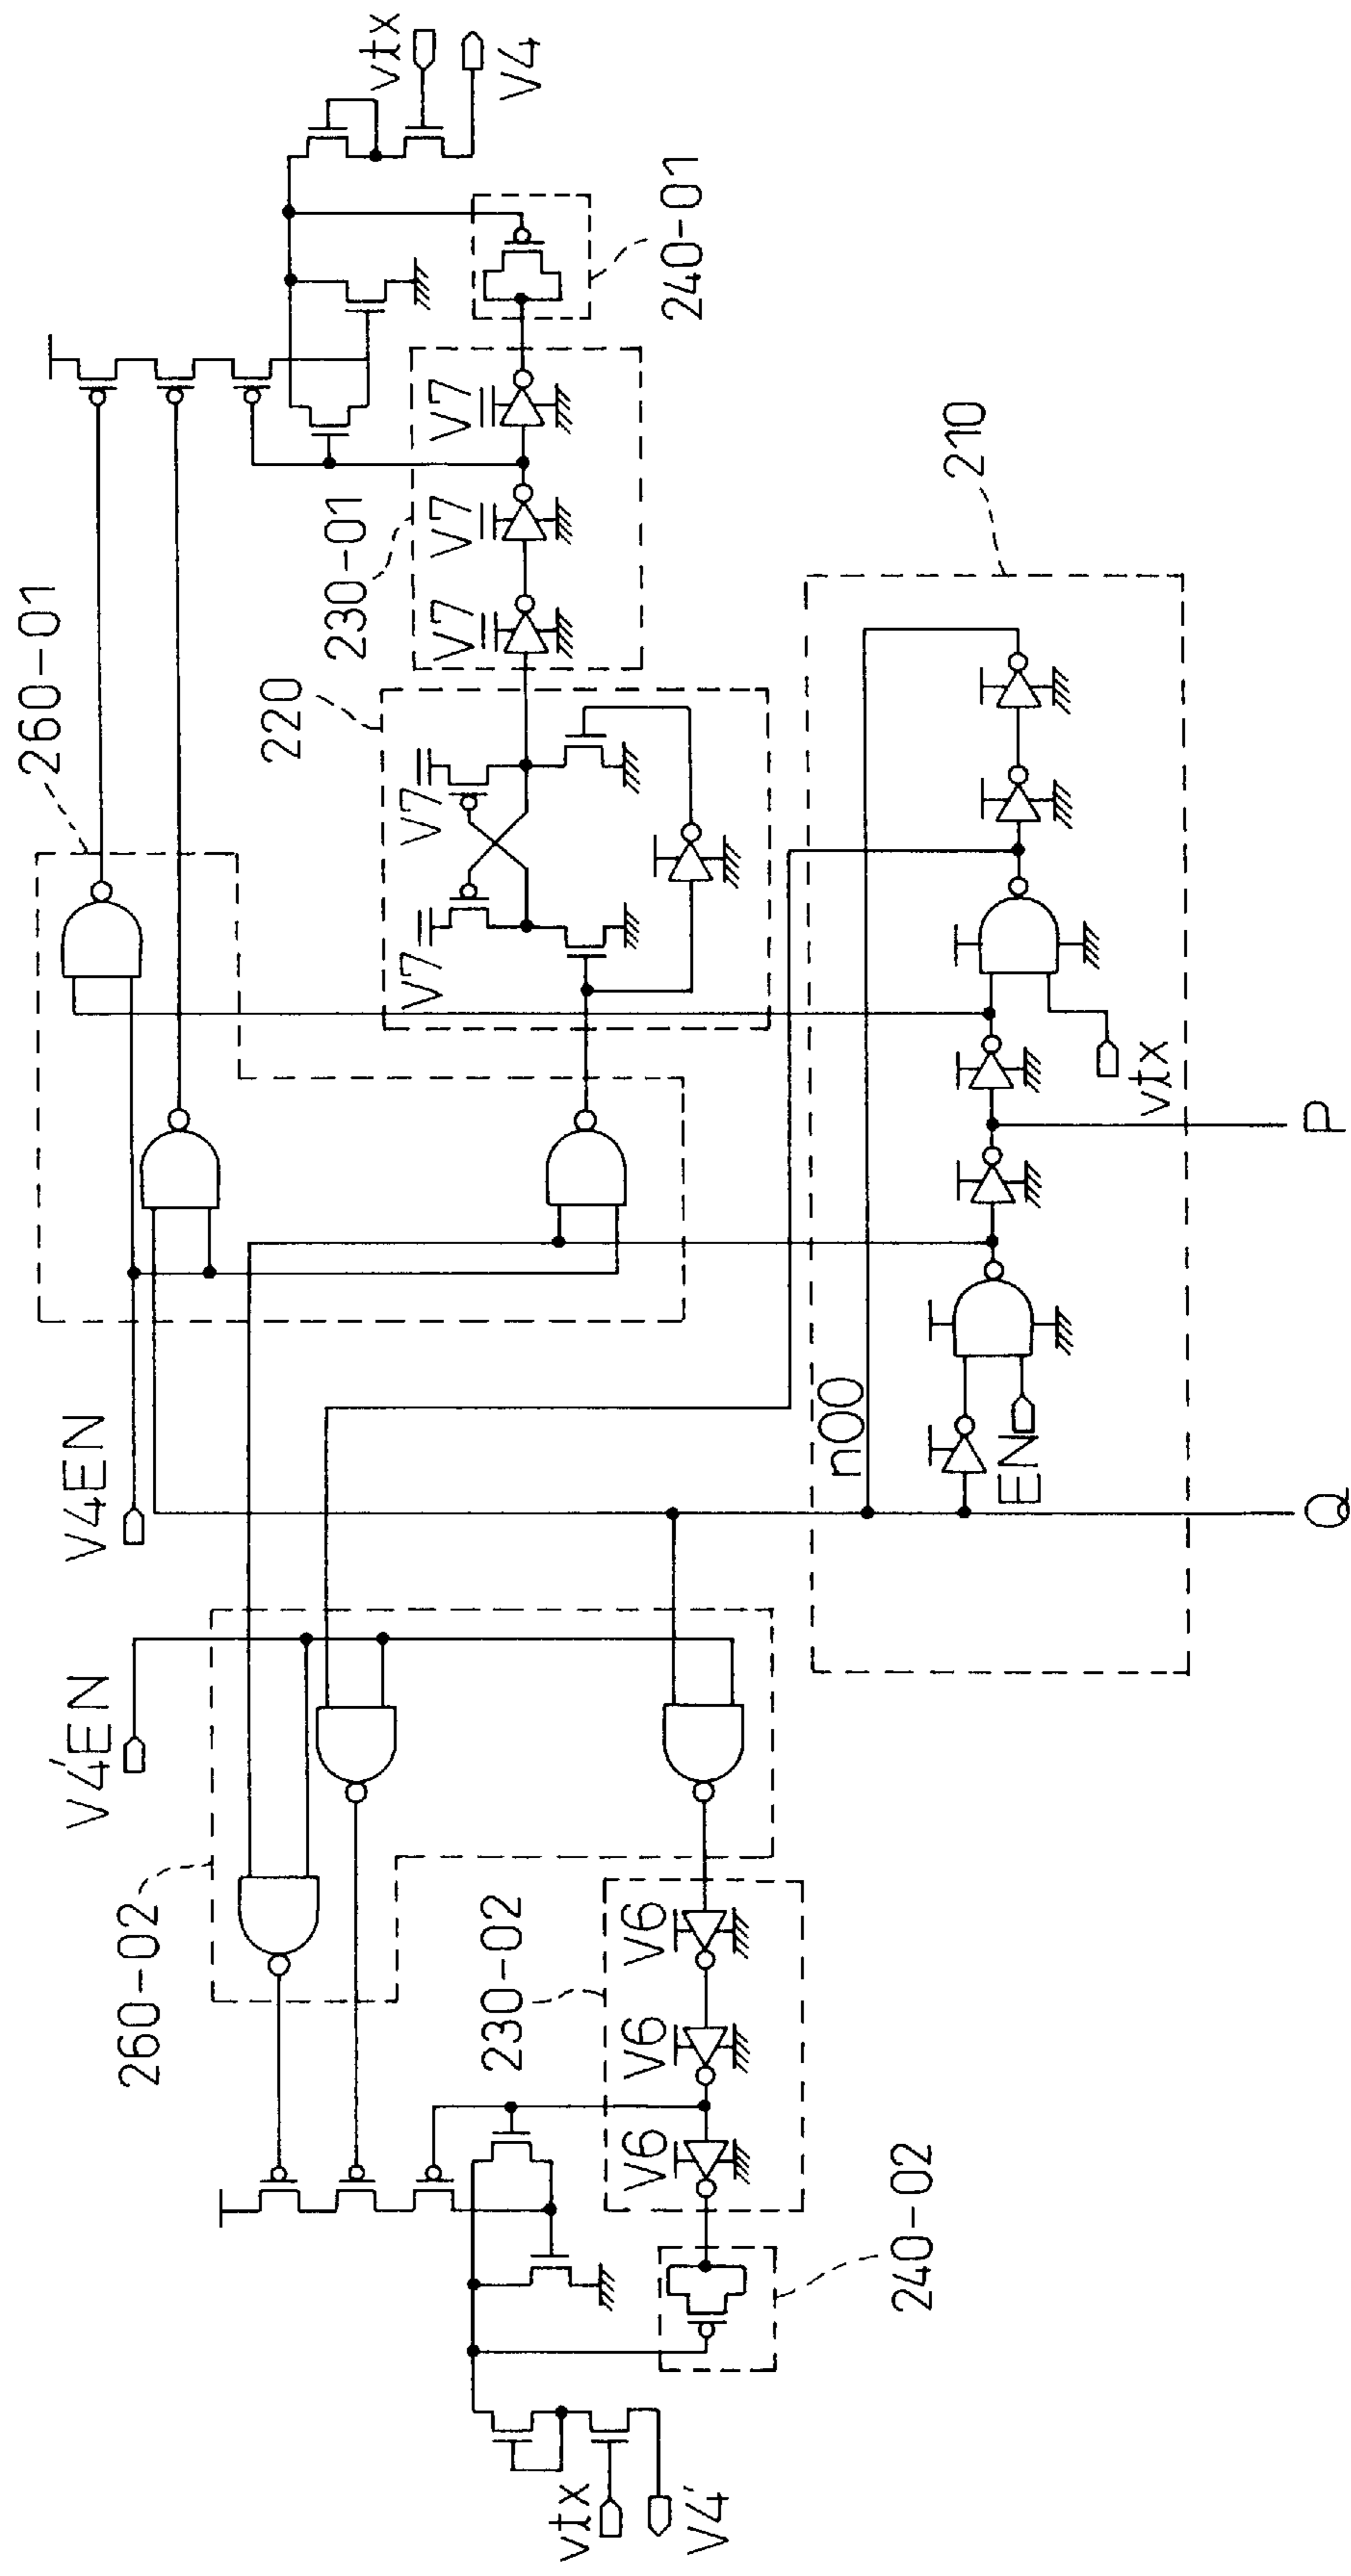 vtx
V4
260-01
240-01
230-01
V7
V7
V7
220
V7
V7
210
V4EN
n00
EN
vtx
P
Q
V4'EN
260-02
230-02
V6
V6
V6
240-02
vtx
V4'